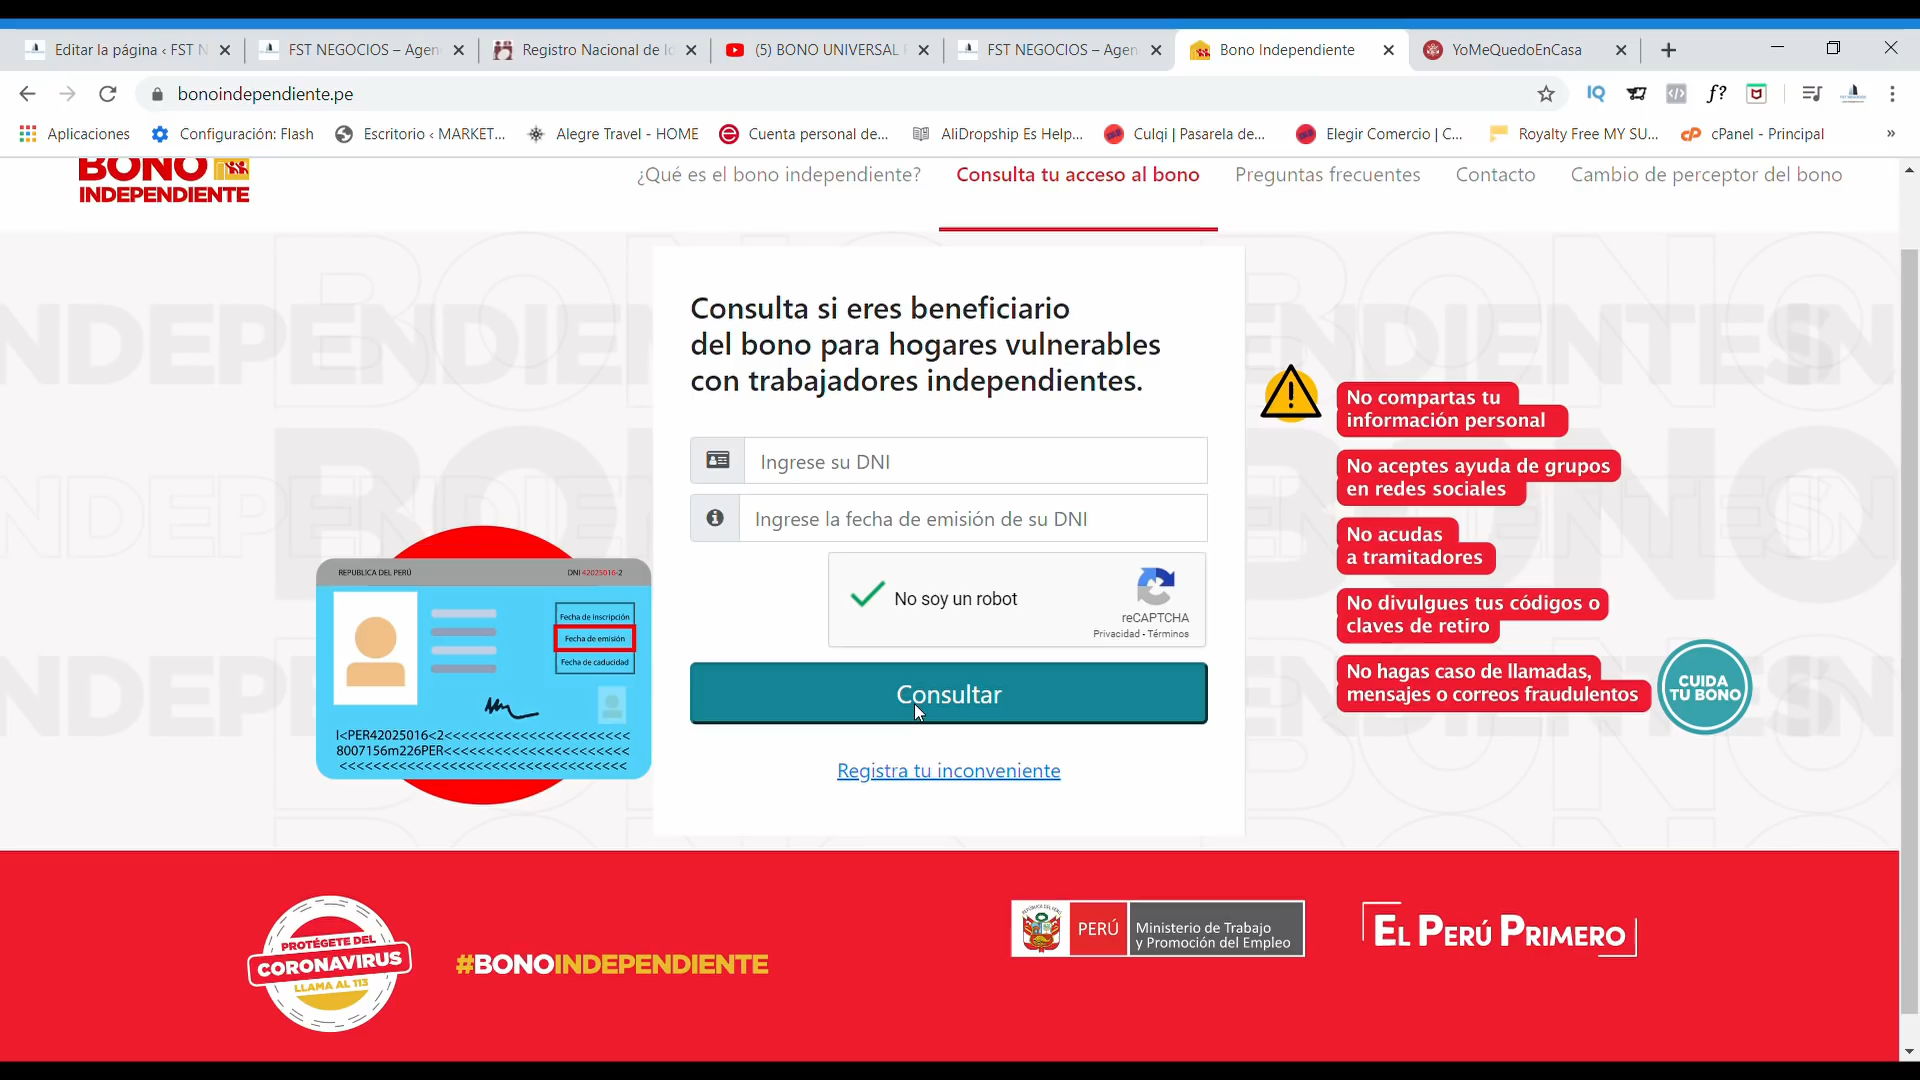 Editar la página ‹ FST N
FST NEGOCIOS – Agen
Registro Nacional de Id
(5) BONO UNIVERSAL
FST NEGOCIOS – Agen
Bono Independiente
YoMeQuedoEnCasa
bonoindependiente.pe
IQ
f?
Aplicaciones
Configuración: Flash
Escritorio ‹ MARKET...
Alegre Travel - HOME
Cuenta personal de...
AliDropship Es Help...
Culqi | Pasarela de...
Elegir Comercio | C...
Royalty Free MY SU...
cPanel - Principal
»
BONO
INDEPENDIENTE
¿Qué es el bono independiente?
Consulta tu acceso al bono
Preguntas frecuentes
Contacto
Cambio de perceptor del bono
Consulta si eres beneficiario
del bono para hogares vulnerables
con trabajadores independientes.
Ingrese su DNI
Ingrese la fecha de emisión de su DNI
No soy un robot
reCAPTCHA
Privacidad - Términos
Consultar
Registra tu inconveniente
REPUBLICA DEL PERÚ
DNI 42025016-2
Fecha de inscripción
Fecha de emisión
Fecha de caducidad
I<PER42025016<2<<<<<<<<<<<<<<<<<<<<<<<
8007156m226PER<<<<<<<<<<<<<<<<<<<<<<<
<<<<<<<<<<<<<<<<<<<<<<<<<<<<<<<<<<<
No compartas tu
información personal
No aceptes ayuda de grupos
en redes sociales
No acudas
a tramitadores
No divulgues tus códigos o
claves de retiro
No hagas caso de llamadas,
mensajes o correos fraudulentos
CUIDA
TU BONO
PROTÉGETE DEL
CORONAVIRUS
LLAMA AL 113
#BONOINDEPENDIENTE
PERÚ
Ministerio de Trabajo
y Promoción del Empleo
EL PERÚ PRIMERO